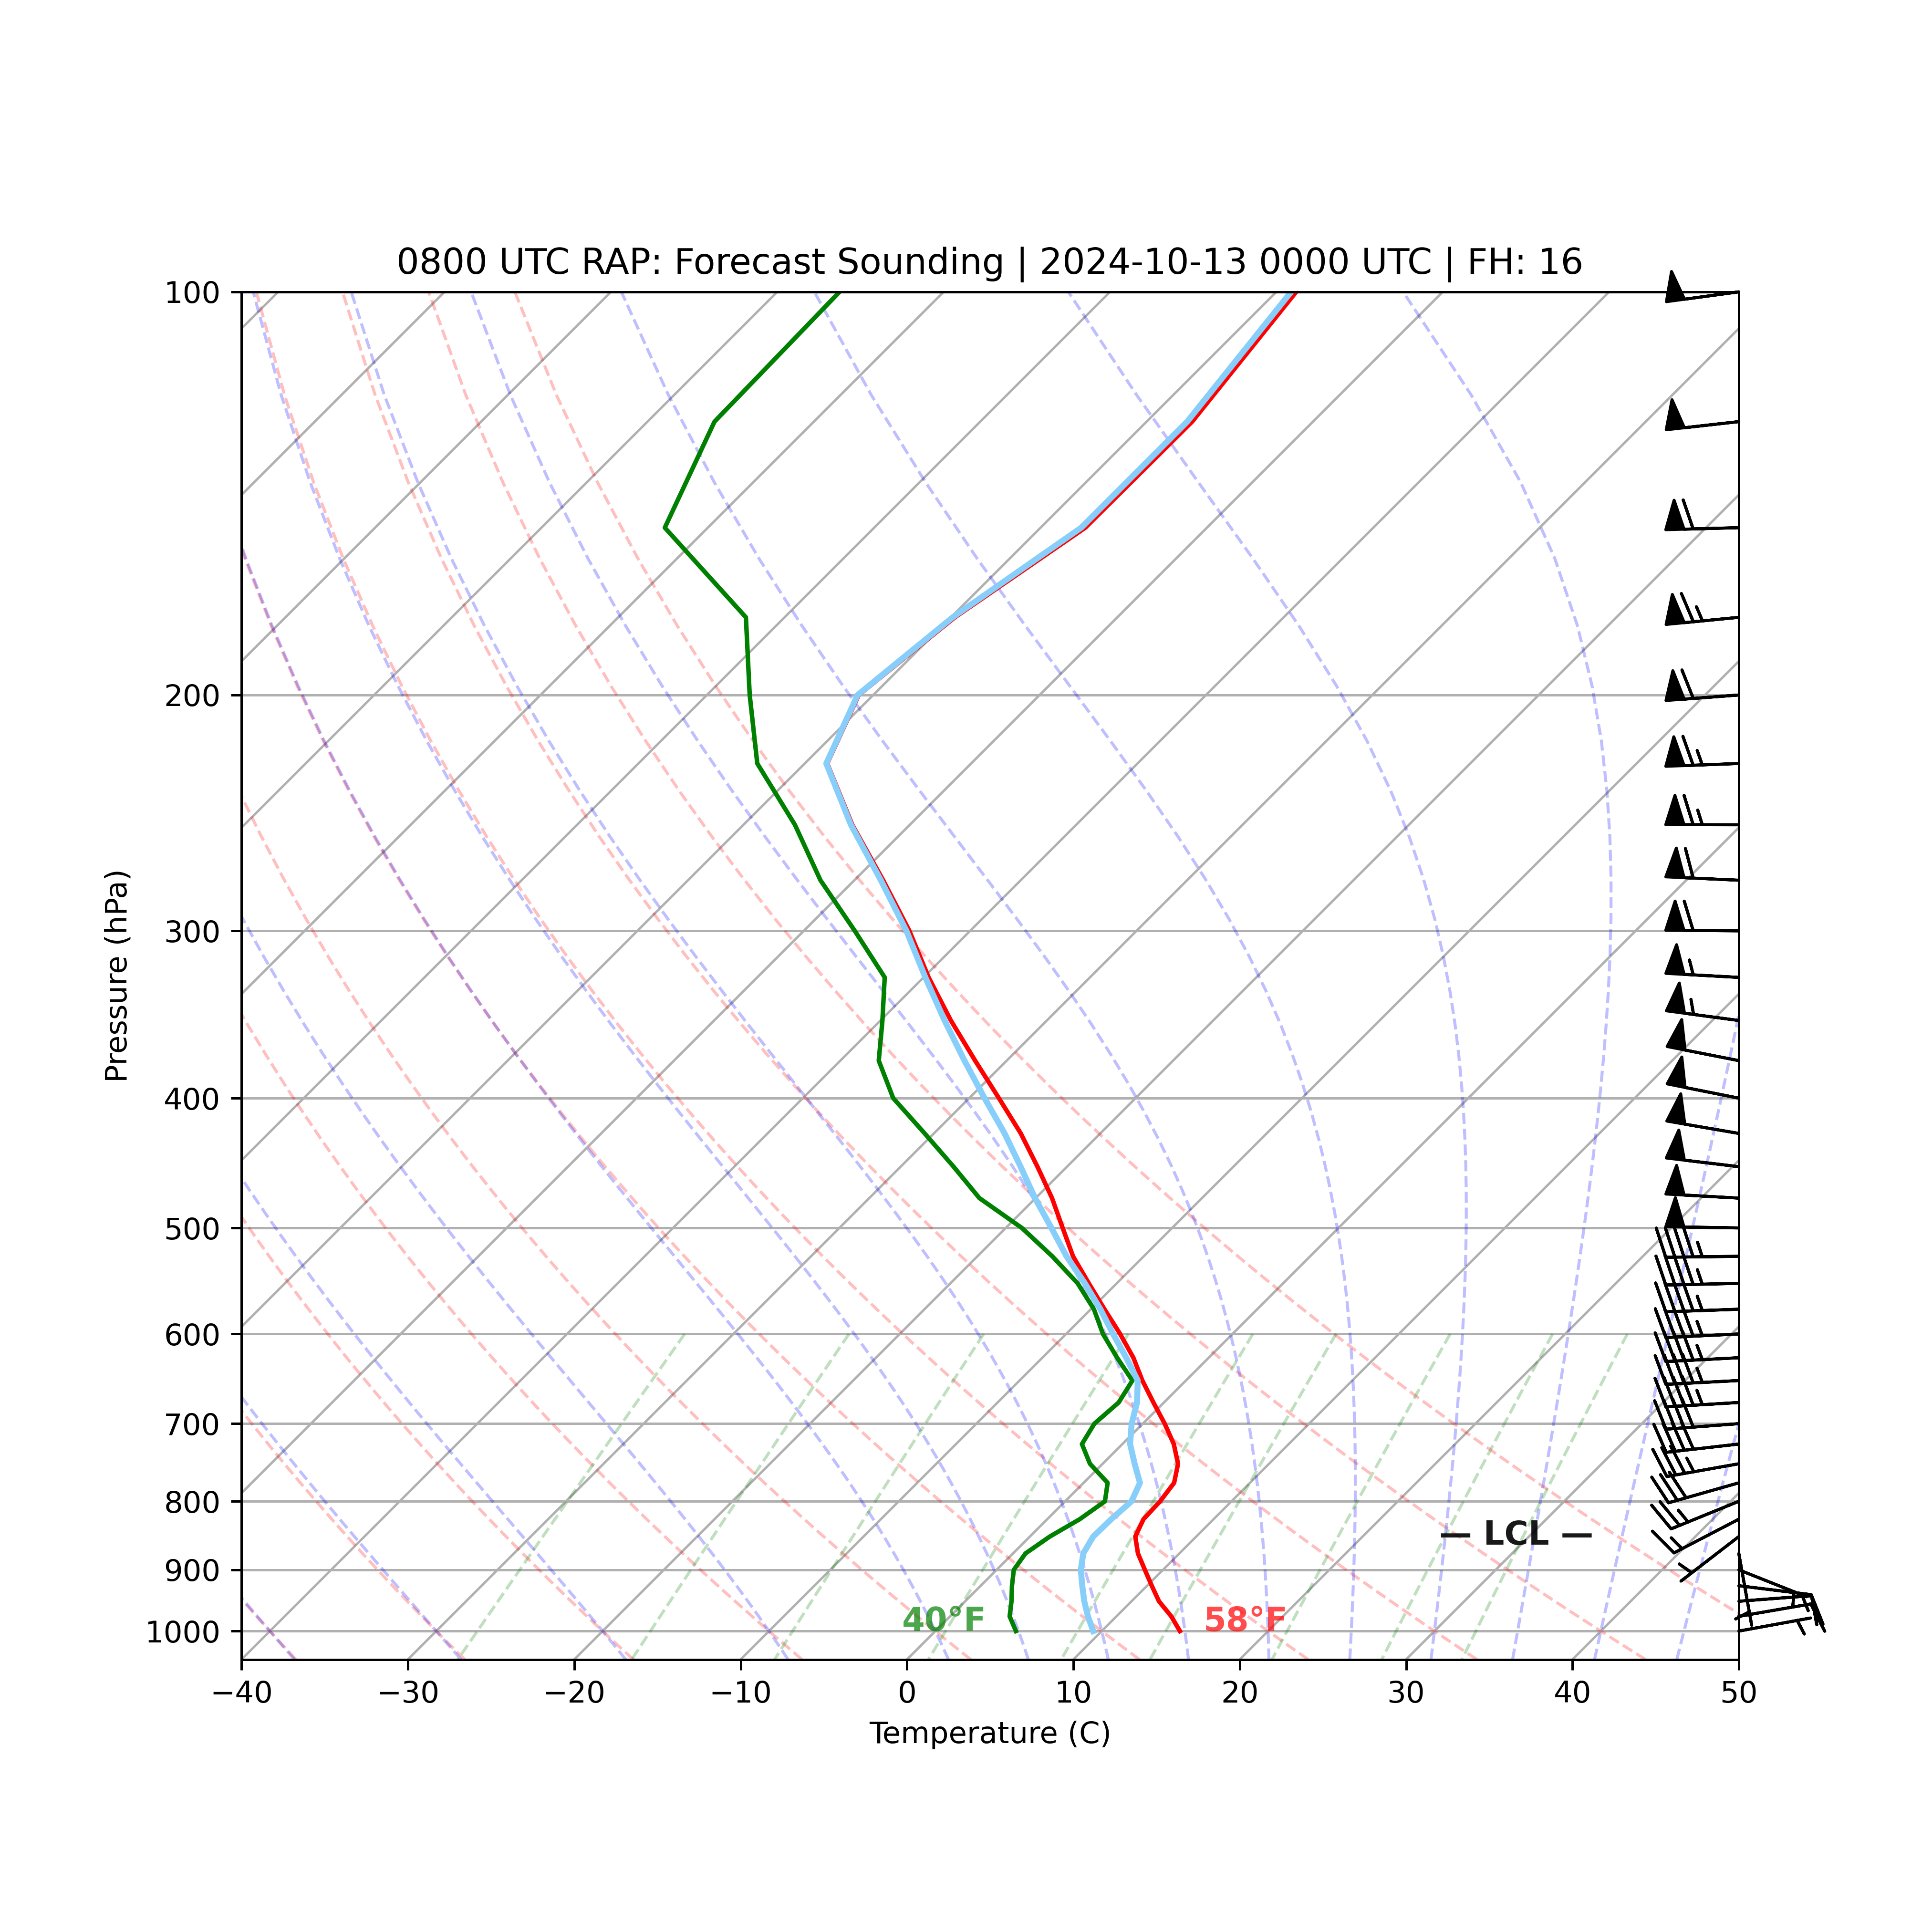 0800 UTC RAP: Forecast Sounding | 2024-10-13 0000 UTC | FH: 16
100
200
300
400
500
600
700
800
900
1000
Pressure (hPa)
— LCL —
40°F
58°F
−40 −30 −20 −10 0 10 20 30 40 50
Temperature (C)